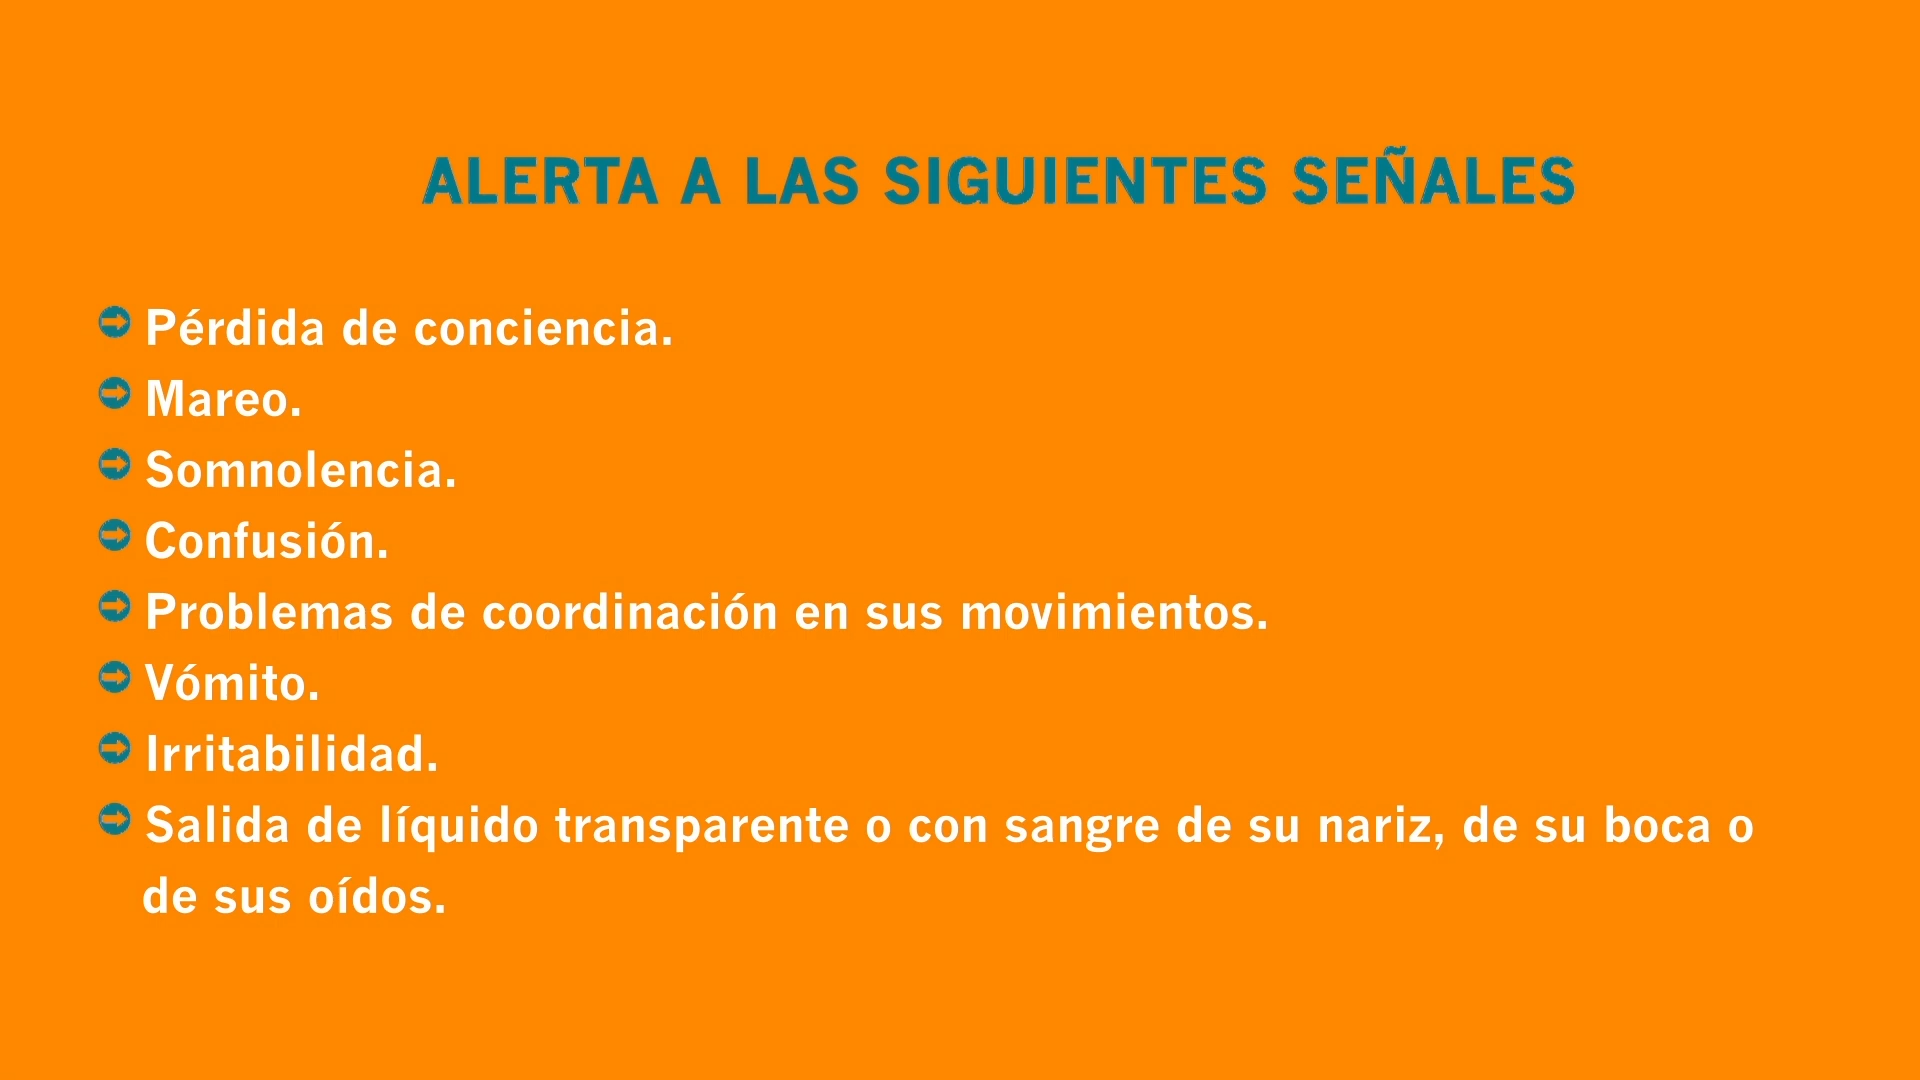 ALERTA A LAS SIGUIENTES SEÑALES
Pérdida de conciencia.
Mareo.
Somnolencia.
Confusión.
Problemas de coordinación en sus movimientos.
Vómito.
Irritabilidad.
Salida de líquido transparente o con sangre de su nariz, de su boca o
de sus oídos.